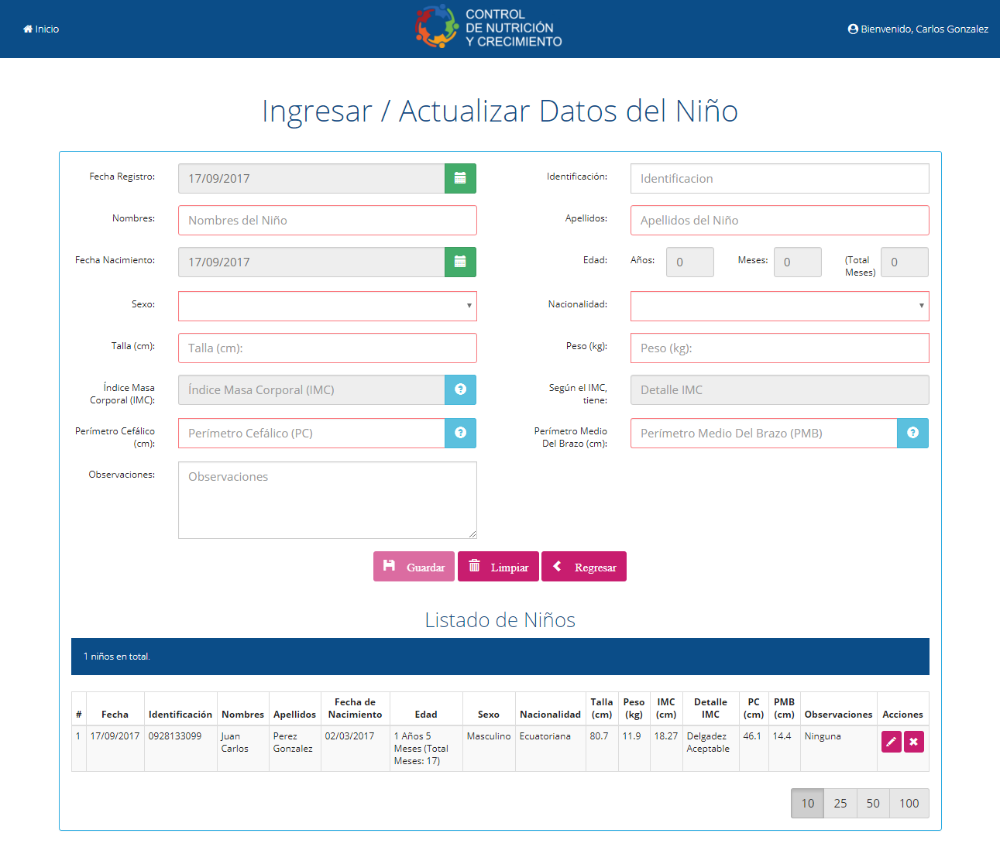 Inicio
CONTROL
DE NUTRICIÓN
Y CRECIMIENTO
Bienvenido, Carlos Gonzalez
Ingresar / Actualizar Datos del Niño
Fecha Registro: 17/09/2017 Identificación: Identificacion
Nombres: Nombres del Niño Apellidos: Apellidos del Niño
Fecha Nacimiento: 17/09/2017 Edad: Años: 0 Meses: 0 (Total Meses) 0
Sexo: Nacionalidad:
Talla (cm): Talla (cm): Peso (kg): Peso (kg):
Índice Masa Corporal (IMC): Índice Masa Corporal (IMC) Según el IMC, tiene: Detalle IMC
Perímetro Cefálico (cm): Perímetro Cefálico (PC) Perímetro Medio Del Brazo (cm): Perímetro Medio Del Brazo (PMB)
Observaciones: Observaciones
Guardar Limpiar Regresar
Listado de Niños
1 niños en total.
# Fecha Identificación Nombres Apellidos Fecha de Nacimiento Edad Sexo Nacionalidad Talla (cm) Peso (kg) IMC (cm) Detalle IMC PC (cm) PMB (cm) Observaciones Acciones
1 17/09/2017 0928133099 Juan Carlos Perez Gonzalez 02/03/2017 1 Años 5 Meses (Total Meses: 17) Masculino Ecuatoriana 80.7 11.9 18.27 Delgadez Aceptable 46.1 14.4 Ninguna
10 25 50 100